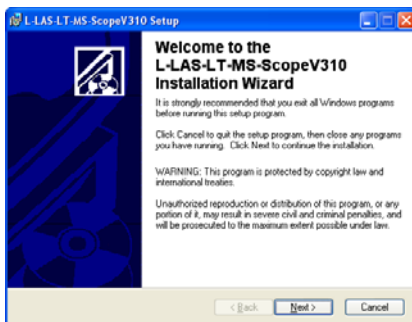 L-LAS-LT-MS-ScopeV310 Setup
Welcome to the
L-LAS-LT-MS-ScopeV310
Installation Wizard
It is strongly recommended that you exit all Windows programs
before running this setup program.
Click Cancel to quit the setup program, then close any programs
you have running. Click Next to continue the installation.
WARNING: This program is protected by copyright law and
international treaties.
Unauthorized reproduction or distribution of this program, or any
portion of it, may result in severe civil and criminal penalties, and
will be prosecuted to the maximum extent possible under law.
< Back
Next >
Cancel